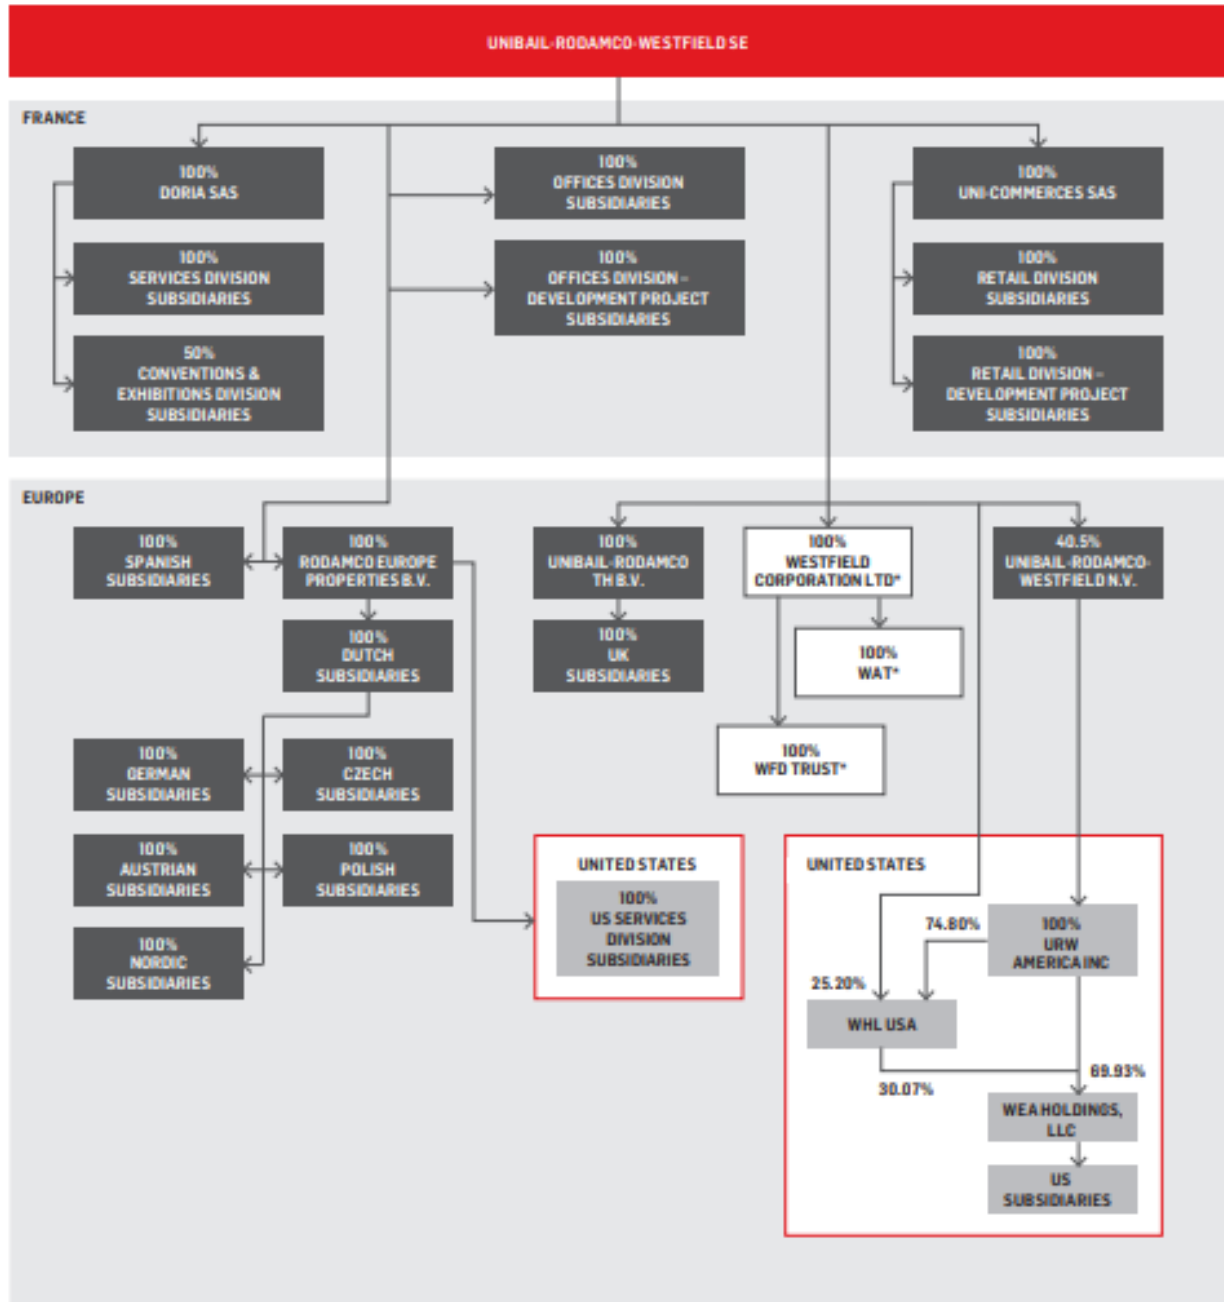 UNIBAIL-RODAMCO-WESTFIELD SE
FRANCE
100%
DORIA SAS
100%
SERVICES DIVISION
SUBSIDIARIES
50%
CONVENTIONS &
EXHIBITIONS DIVISION
SUBSIDIARIES
100%
OFFICES DIVISION
SUBSIDIARIES
100%
OFFICES DIVISION –
DEVELOPMENT PROJECT
SUBSIDIARIES
100%
UNI-COMMERCES SAS
100%
RETAIL DIVISION
SUBSIDIARIES
100%
RETAIL DIVISION –
DEVELOPMENT PROJECT
SUBSIDIARIES
EUROPE
100%
SPANISH
SUBSIDIARIES
100%
RODAMCO EUROPE
PROPERTIES B.V.
100%
UNIBAIL-RODAMCO
TH B.V.
100%
WESTFIELD
CORPORATION LTD*
40.5%
UNIBAIL-RODAMCO-
WESTFIELD N.V.
100%
DUTCH
SUBSIDIARIES
100%
UK
SUBSIDIARIES
100%
WAT*
100%
WFD TRUST*
100%
GERMAN
SUBSIDIARIES
100%
CZECH
SUBSIDIARIES
100%
AUSTRIAN
SUBSIDIARIES
100%
POLISH
SUBSIDIARIES
100%
NORDIC
SUBSIDIARIES
UNITED STATES
100%
US SERVICES
DIVISION
SUBSIDIARIES
UNITED STATES
74.80%
100%
URW
AMERICA INC
25.20%
WHL USA
30.07%
69.93%
WEA HOLDINGS,
LLC
US
SUBSIDIARIES